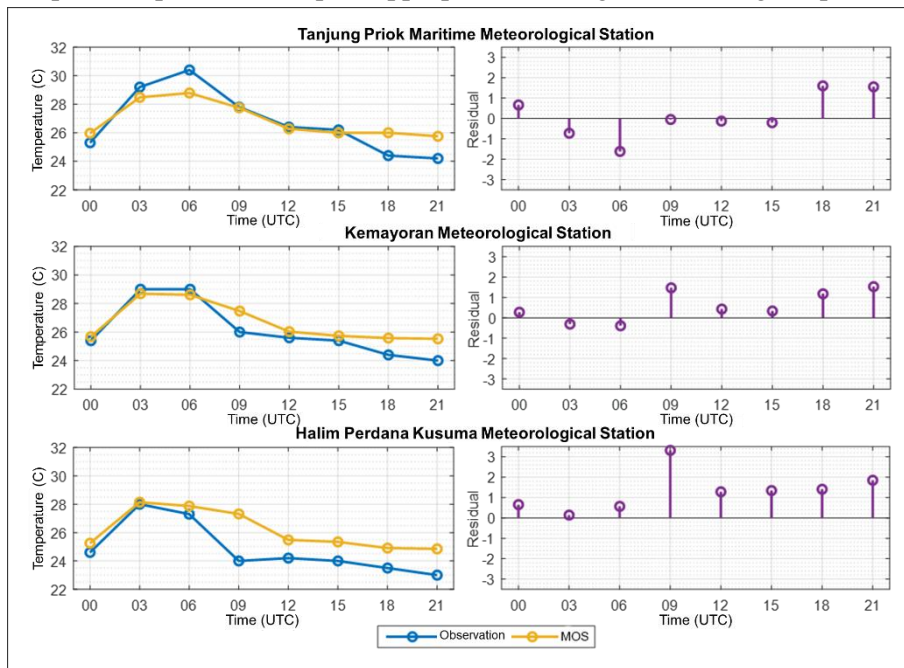 Tanjung Priok Maritime Meteorological Station
Temperature (C)
32
30
28
26
24
22
00 03 06 09 12 15 18 21
Time (UTC)
Residual
3
2
1
0
-1
-2
-3
00 03 06 09 12 15 18 21
Time (UTC)
Kemayoran Meteorological Station
Temperature (C)
32
30
28
26
24
22
00 03 06 09 12 15 18 21
Time (UTC)
Residual
3
2
1
0
-1
-2
-3
00 03 06 09 12 15 18 21
Time (UTC)
Halim Perdana Kusuma Meteorological Station
Temperature (C)
32
30
28
26
24
22
00 03 06 09 12 15 18 21
Time (UTC)
Residual
3
2
1
0
-1
-2
-3
00 03 06 09 12 15 18 21
Time (UTC)
Observation MOS